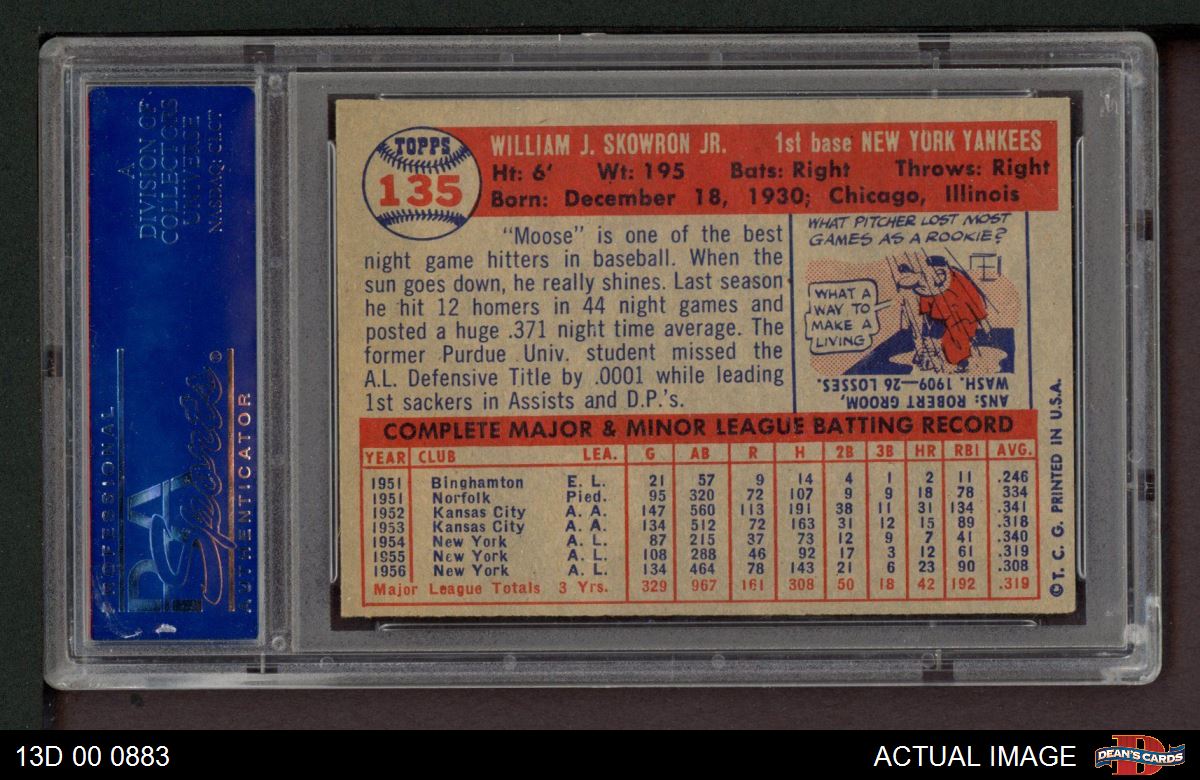 A
DIVISION OF
COLLECTORS
UNIVERSE
NASDAQ: CLCT
PROFESSIONAL
PSA
Sports®
AUTHENTICATOR
TOPPS
135
WILLIAM J. SKOWRON JR. 1st base NEW YORK YANKEES
Ht: 6' Wt: 195 Bats: Right Throws: Right
Born: December 18, 1930; Chicago, Illinois
"Moose" is one of the best
night game hitters in baseball. When the
sun goes down, he really shines. Last season
he hit 12 homers in 44 night games and
posted a huge .371 night time average. The
former Purdue Univ. student missed the
A.L. Defensive Title by .0001 while leading
1st sackers in Assists and D.P.'s.
WHAT PITCHER LOST MOST
GAMES AS A ROOKIE?
WHAT A
WAY TO
MAKE A
LIVING
ANS: ROBERT GROOM,
WASH. 1909—26 LOSSES.
COMPLETE MAJOR & MINOR LEAGUE BATTING RECORD
YEAR CLUB LEA. G AB R H 2B 3B HR RBI AVG.
1951 Binghamton E. L. 21 57 9 14 4 1 2 11 .246
1951 Norfolk Pied. 95 320 72 107 9 9 18 78 .334
1952 Kansas City A. A. 147 560 113 191 38 11 31 134 .341
1953 Kansas City A. A. 134 512 72 163 31 12 15 89 .318
1954 New York A. L. 87 215 37 73 12 9 7 41 .340
1955 New York A. L. 108 288 46 92 17 3 12 61 .319
1956 New York A. L. 134 464 78 143 21 6 23 90 .308
Major League Totals 3 Yrs. 329 967 161 308 50 18 42 192 .319
© T. C. G. PRINTED IN U.S.A.
13D 00 0883
ACTUAL IMAGE
D
DEAN'S CARDS